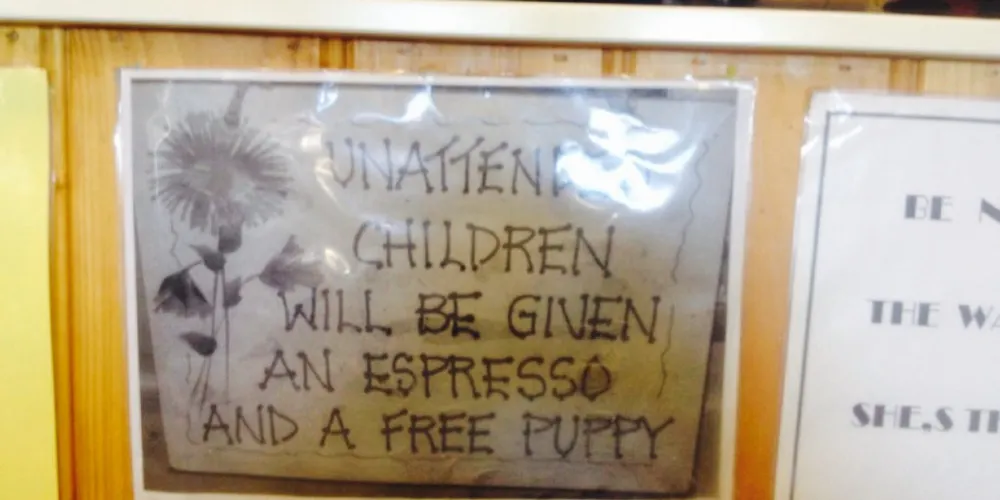 CHILDREN
WILL BE GIVEN
AN ESPRESSO
AND A FREE PUPPY
BE
THE
SHE,S